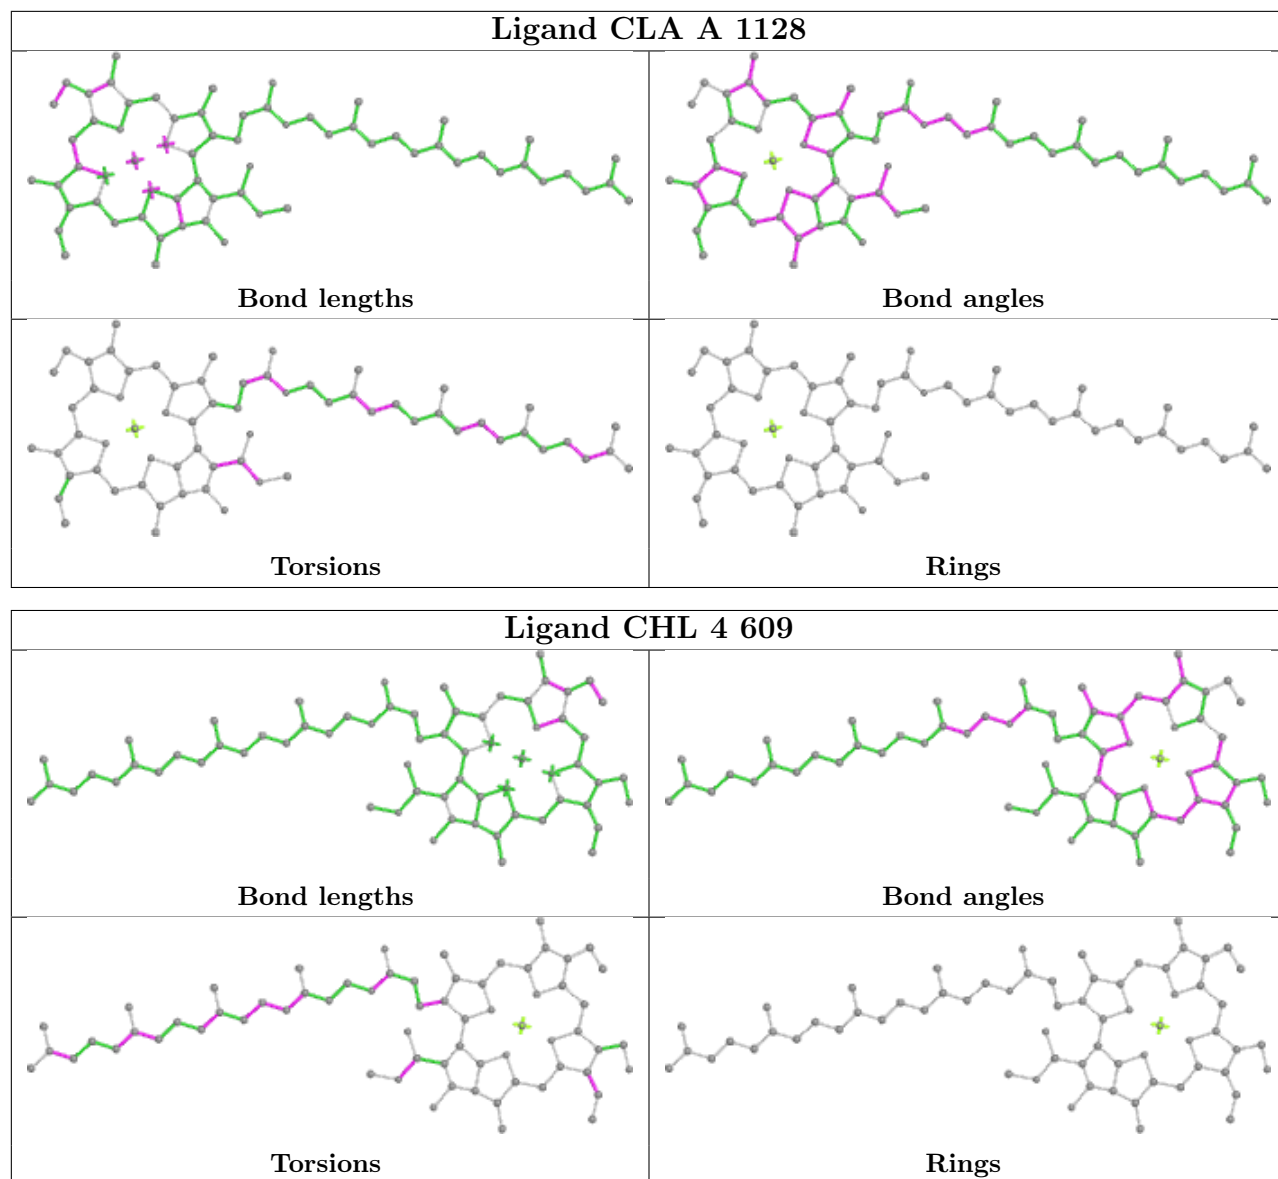 Ligand CLA A 1128
Bond lengths
Bond angles
Torsions
Rings
Ligand CHL 4 609
Bond lengths
Bond angles
Torsions
Rings